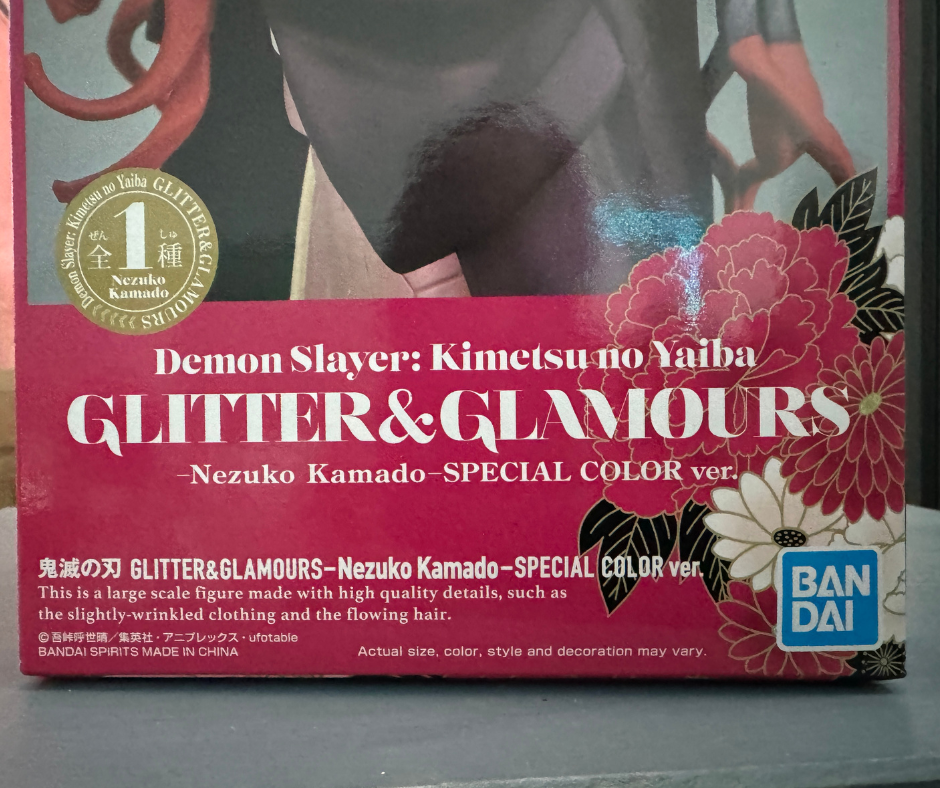 Demon Slayer: Kimetsu no Yaiba GLITTER&GLAMOURS
ぜん しゅ
全1種
Nezuko
Kamado
Demon Slayer: Kimetsu no Yaiba
GLITTER&GLAMOURS
–Nezuko Kamado–SPECIAL COLOR ver.
鬼滅の刃 GLITTER&GLAMOURS–Nezuko Kamado–SPECIAL COLOR ver.
This is a large scale figure made with high quality details, such as
the slightly-wrinkled clothing and the flowing hair.
©吾峠呼世晴／集英社・アニプレックス・ufotable
BANDAI SPIRITS MADE IN CHINA
Actual size, color, style and decoration may vary.
BAN
DAI